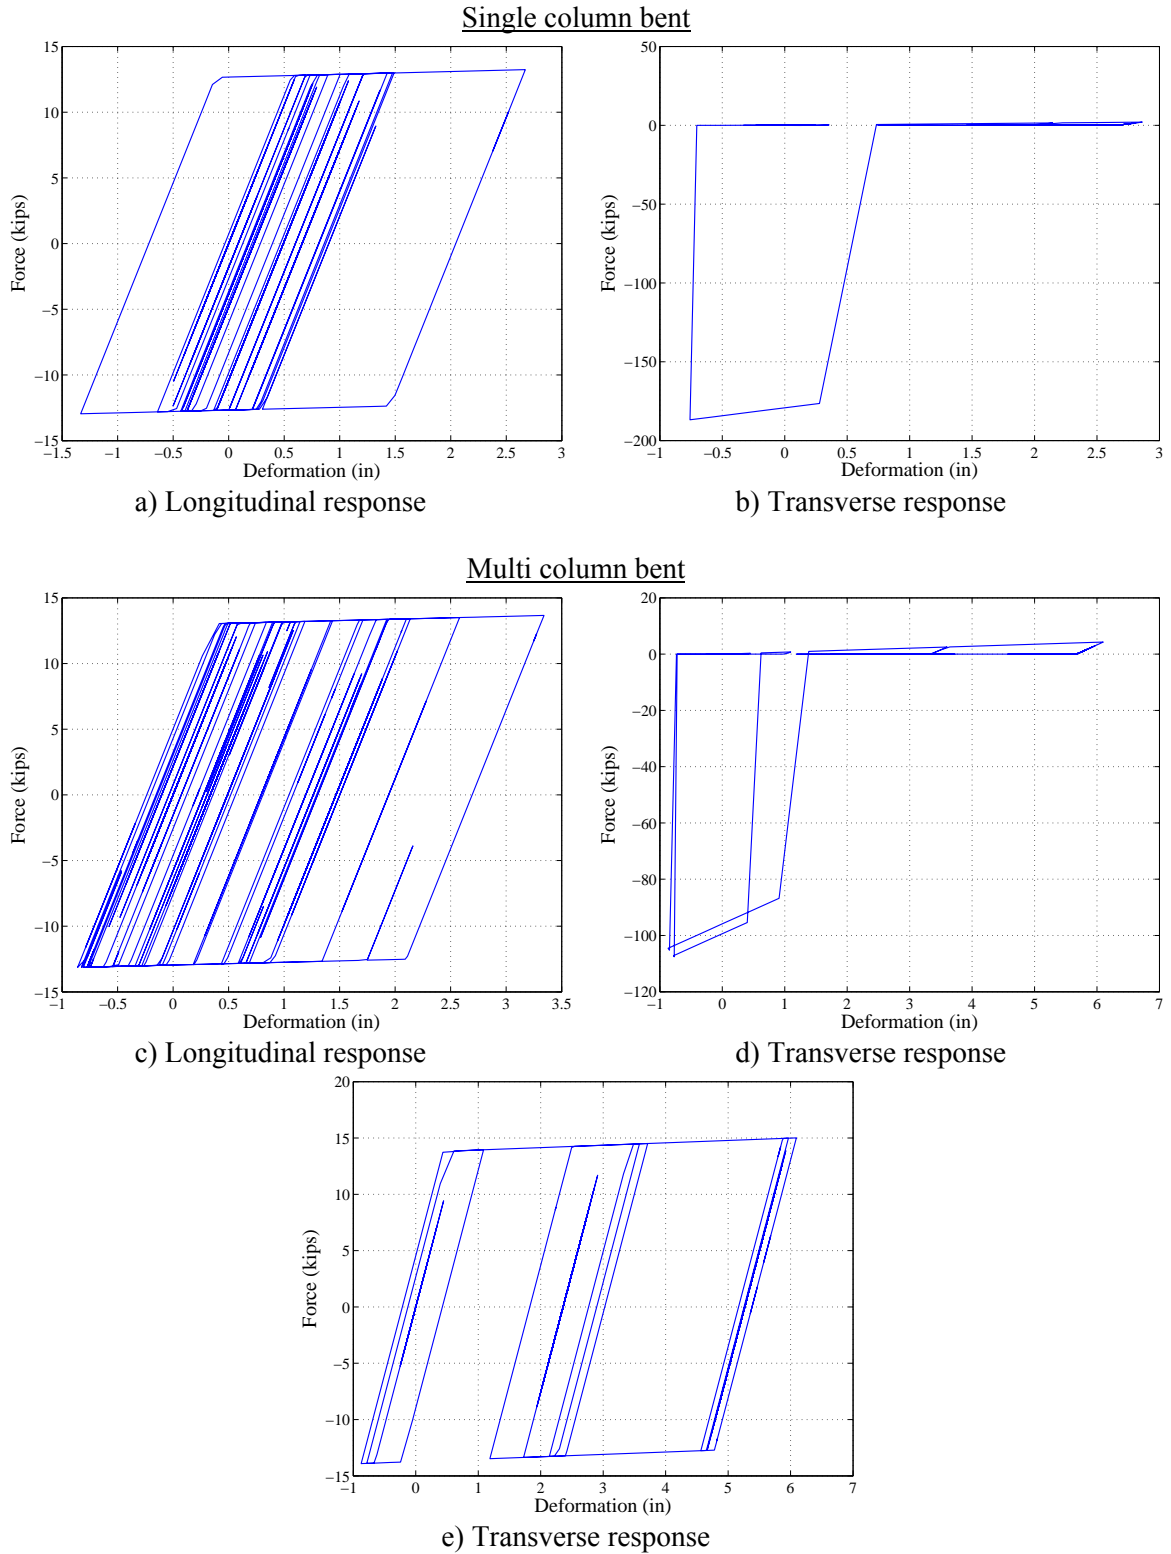 Single column bent
15
10
5
0
−5
−10
−15
Force (kips)
−1.5 −1 −0.5 0 0.5 1 1.5 2 2.5 3
Deformation (in)
a) Longitudinal response
50
0
−50
−100
−150
−200
Force (kips)
−1 −0.5 0 0.5 1 1.5 2 2.5 3
Deformation (in)
b) Transverse response
Multi column bent
15
10
5
0
−5
−10
−15
Force (kips)
−1 −0.5 0 0.5 1 1.5 2 2.5 3 3.5
Deformation (in)
c) Longitudinal response
20
0
−20
−40
−60
−80
−100
−120
Force (kips)
−1 0 1 2 3 4 5 6 7
Deformation (in)
d) Transverse response
20
15
10
5
0
−5
−10
−15
Force (kips)
−1 0 1 2 3 4 5 6 7
Deformation (in)
e) Transverse response